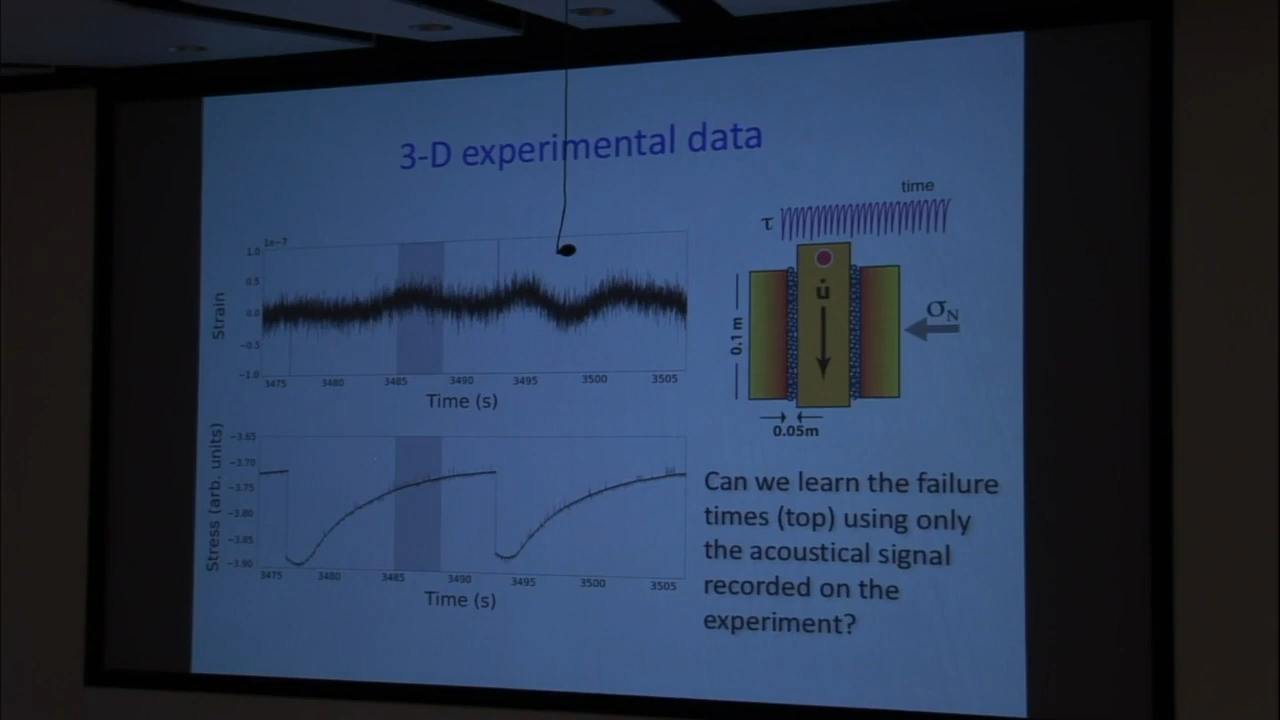 3-D experimental data
1e−7
1.0
0.5
0.0
−0.5
−1.0
Strain
3475 3480 3485 3490 3495 3500 3505
Time (s)
−3.65
−3.70
−3.75
−3.80
−3.85
−3.90
Stress (arb. units)
3475 3480 3485 3490 3495 3500 3505
Time (s)
time
τ
u̇
σN
0.1 m
0.05m
Can we learn the failure
times (top) using only
the acoustical signal
recorded on the
experiment?